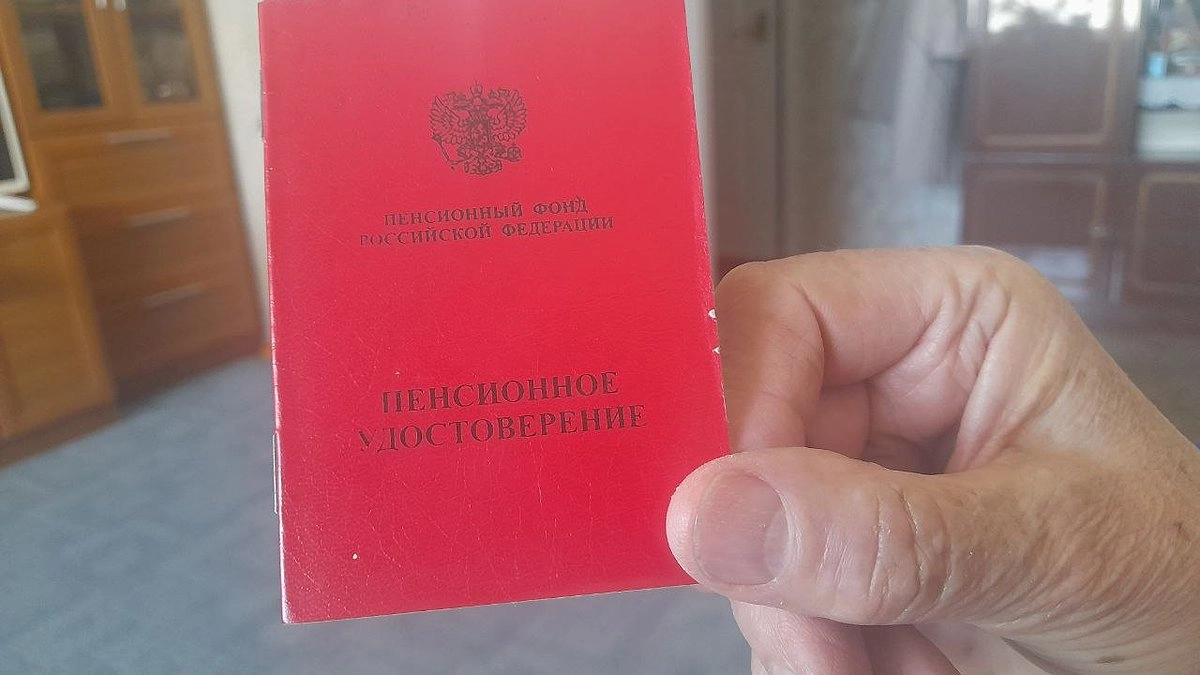 ПЕНСИОННЫЙ ФОНД
РОССИЙСКОЙ ФЕДЕРАЦИИ
ПЕНСИОННОЕ
УДОСТОВЕРЕНИЕ